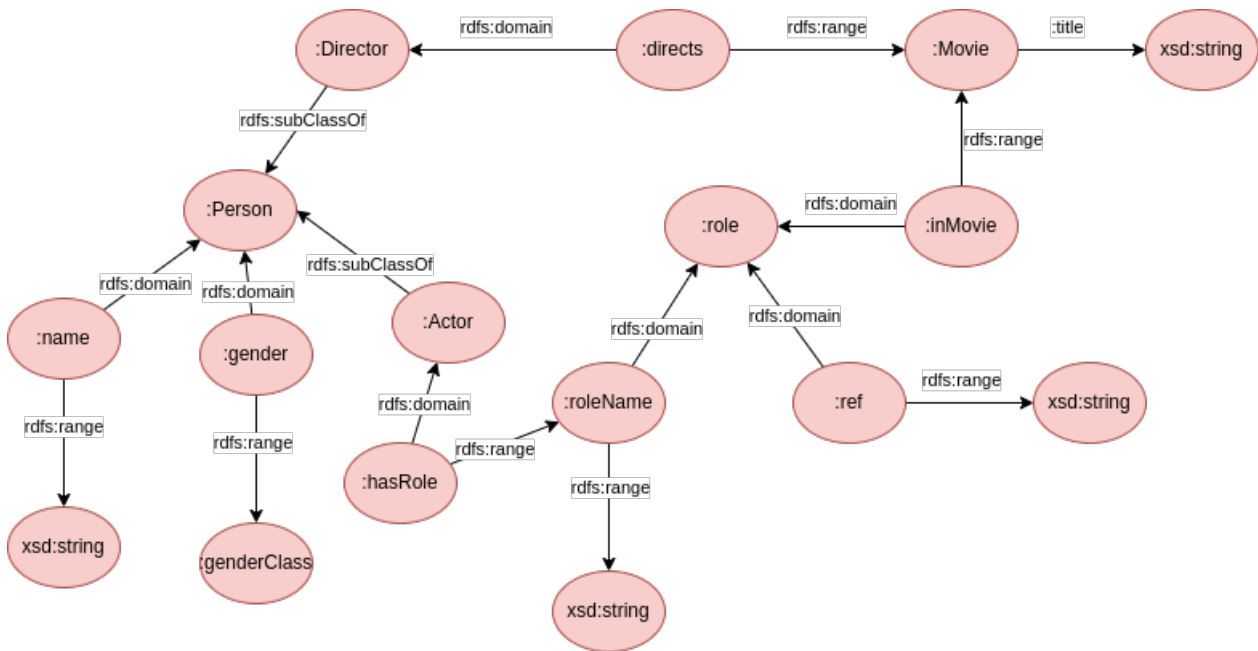 rdfs:domain
rdfs:range
:title
:Director
:directs
:Movie
xsd:string
rdfs:subClassOf
rdfs:range
:Person
rdfs:domain
:role
:inMovie
rdfs:subClassOf
rdfs:domain
rdfs:domain
:Actor
rdfs:domain
rdfs:domain
:name
:gender
rdfs:range
rdfs:domain
:roleName
:ref
xsd:string
rdfs:range
rdfs:range
rdfs:range
:hasRole
rdfs:range
xsd:string
:genderClass
xsd:string